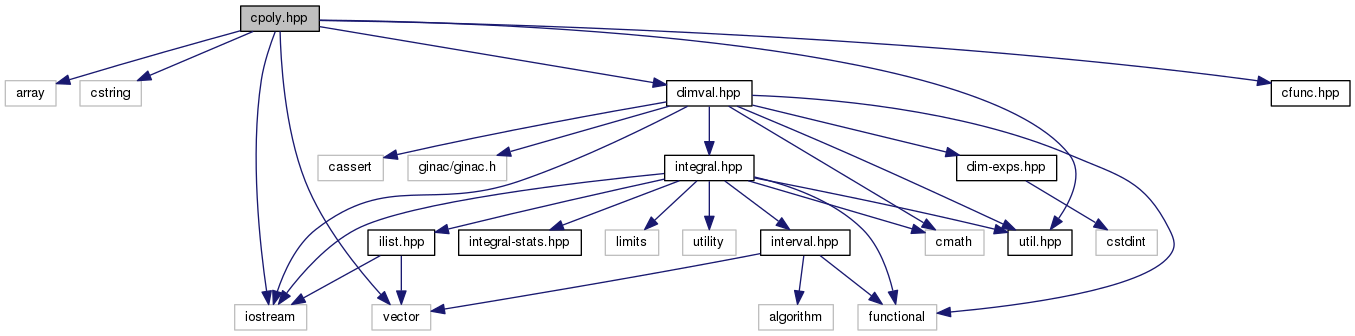 cpoly.hpp
array
cstring
dimval.hpp
cfunc.hpp
cassert
ginac/ginac.h
integral.hpp
dim-exps.hpp
ilist.hpp
integral-stats.hpp
limits
utility
interval.hpp
cmath
util.hpp
cstdint
iostream
vector
algorithm
functional